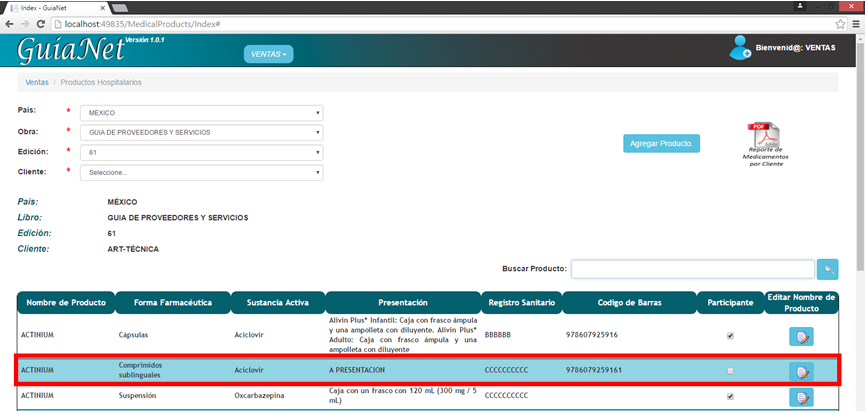 Index - GuiaNet
localhost:49835/MedicalProducts/Index#
GuíaNet Versión 1.0.1
VENTAS
Bienvenid@: VENTAS
Ventas / Productos Hospitalarios
País: * MEXICO
Obra: * GUIA DE PROVEEDORES Y SERVICIOS
Edición: * 61
Cliente: * Seleccione...
Agregar Producto.
PDF
Adobe
Reporte de
Medicamentos
por Cliente
País: MÉXICO
Libro: GUIA DE PROVEEDORES Y SERVICIOS
Edición: 61
Cliente: ART-TÉCNICA
Buscar Producto:
Nombre de Producto Forma Farmacéutica Sustancia Activa Presentación Registro Sanitario Codigo de Barras Participante Editar Nombre de
Producto
Alivin Plus* Infantil: Caja con frasco ámpula
y una ampolleta con diluyente. Alivin Plus*
Adulto: Caja con frasco ámpula y una
ampolleta con diluyente
ACTINIUM Cápsulas Aciclovir BBBBBB 978607925916
ACTINIUM Comprimidos
sublinguales Aciclovir A PRESENTACION CCCCCCCCCC 9786079259161
ACTINIUM Suspensión Oxcarbazepina Caja con un frasco con 120 mL (300 mg / 5
mL) CCCCCCCCCC